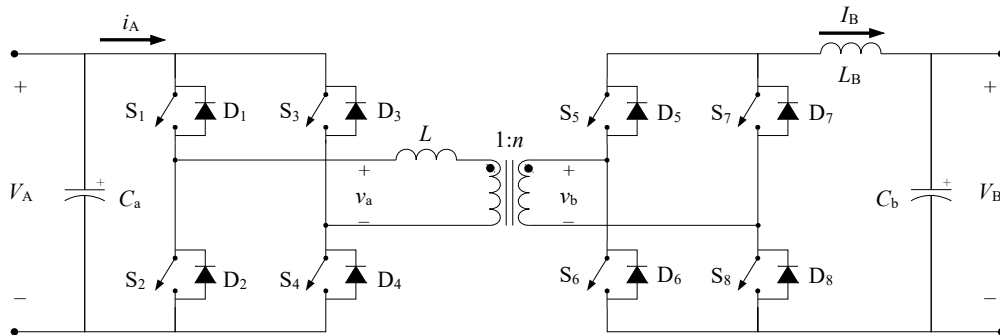 iA
IB
+
S1
D1
S3
D3
S5
D5
S7
D7
LB
+
L
1:n
VA
Ca
+
+
va
−
+
vb
−
Cb
+
VB
S2
D2
S4
D4
S6
D6
S8
D8
−
−